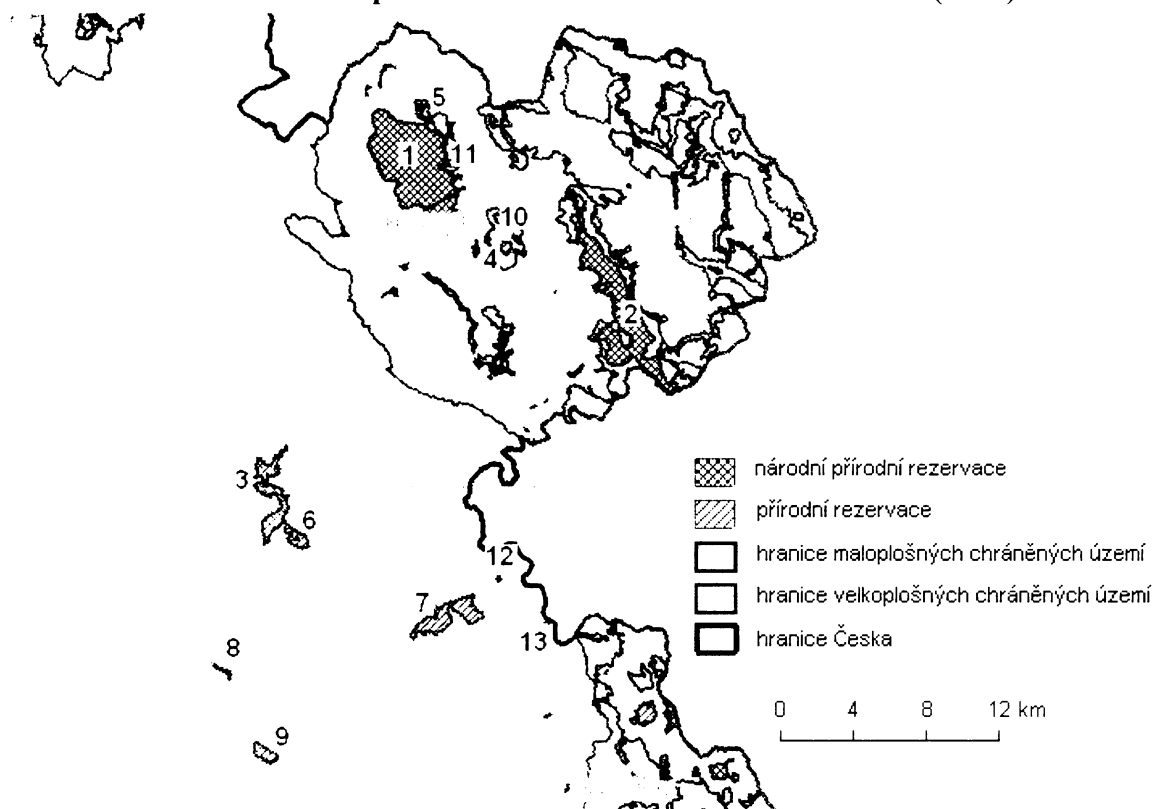 5
1
11
10
4
2
3
6
12
7
13
8
9
národní přírodní rezervace
přírodní rezervace
hranice maloplošných chráněných území
hranice velkoplošných chráněných území
hranice Česka
0 4 8 12 km